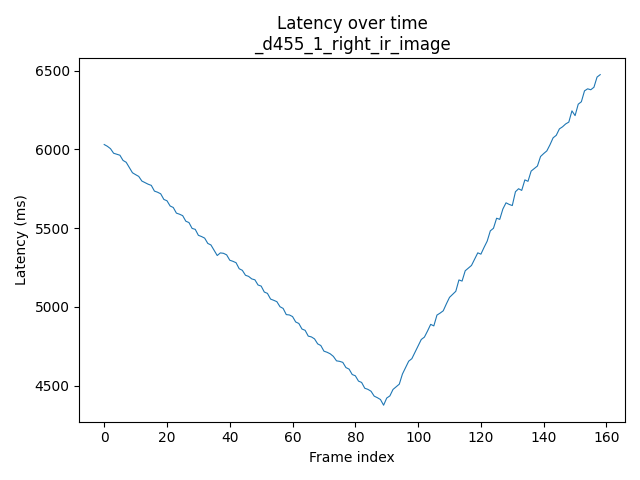 Latency over time
_d455_1_right_ir_image
Latency (ms)
6500
6000
5500
5000
4500
0 20 40 60 80 100 120 140 160
Frame index